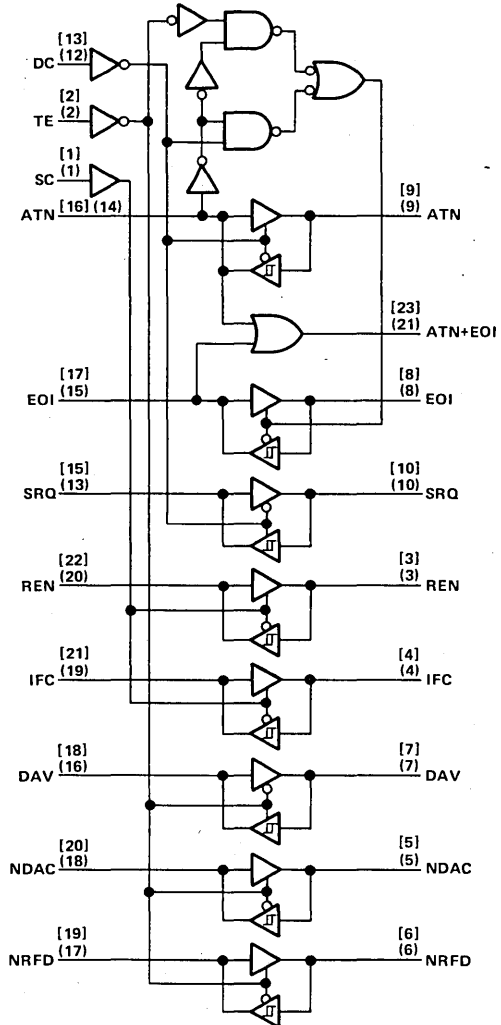 [13]
DC (12)
[2]
TE (2)
[1]
SC (1)
ATN [16] (14)
[9]
(9) ATN
[23]
(21) ATN+EOI
[17]
EOI (15)
[8]
(8) EOI
[15]
SRQ (13)
[10]
(10) SRQ
[22]
REN (20)
[3]
(3) REN
[21]
IFC (19)
[4]
(4) IFC
[18]
DAV (16)
[7]
(7) DAV
[20]
NDAC (18)
[5]
(5) NDAC
[19]
NRFD (17)
[6]
(6) NRFD